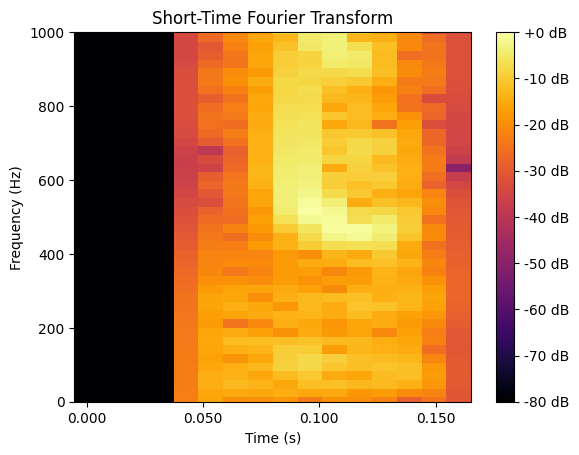 Short-Time Fourier Transform
Frequency (Hz)
1000
800
600
400
200
0
0.000
0.050
0.100
0.150
Time (s)
+0 dB
-10 dB
-20 dB
-30 dB
-40 dB
-50 dB
-60 dB
-70 dB
-80 dB